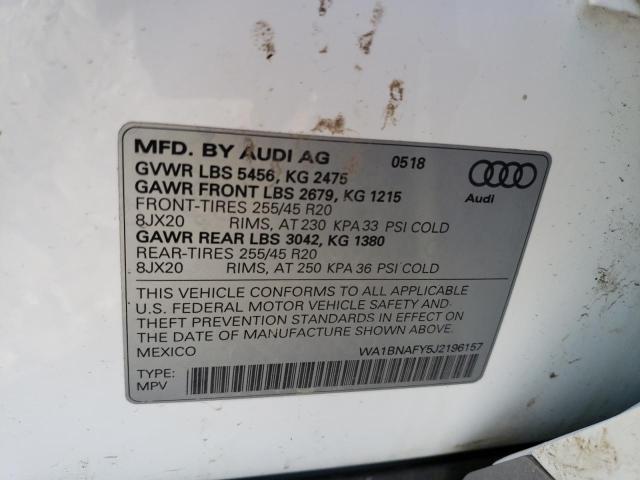 MFD. BY AUDI AG 0518
GVWR LBS 5456, KG 2475
GAWR FRONT LBS 2679, KG 1215
FRONT-TIRES 255/45 R20
8JX20 RIMS, AT 230 KPA 33 PSI COLD
GAWR REAR LBS 3042, KG 1380
REAR-TIRES 255/45 R20
8JX20 RIMS, AT 250 KPA 36 PSI COLD
Audi
THIS VEHICLE CONFORMS TO ALL APPLICABLE
U.S. FEDERAL MOTOR VEHICLE SAFETY AND-
THEFT PREVENTION STANDARDS IN EFFECT ON
THE DATE OF MANUFACTURE SHOWN ABOVE.
MEXICO WA1BNAFY5J2196157
TYPE:
MPV